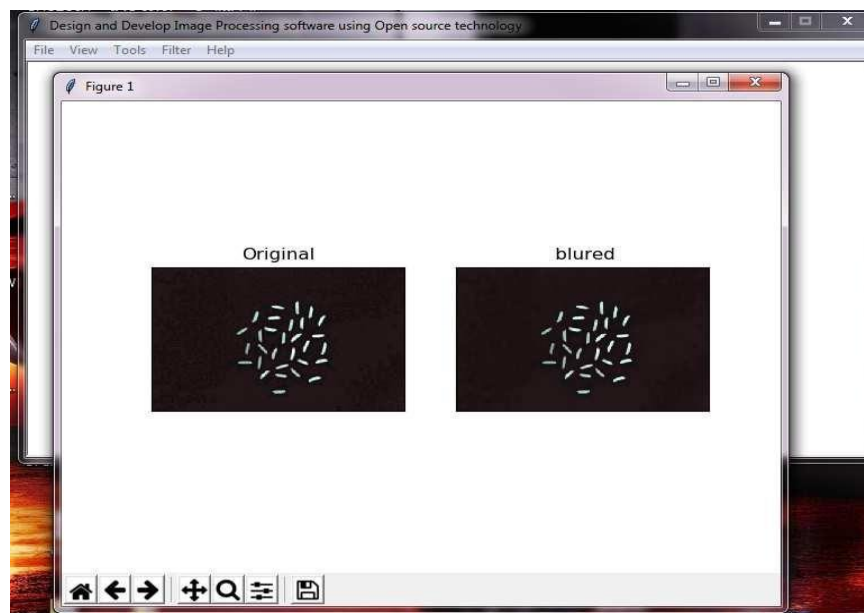 Design and Develop Image Processing software using Open source technology
File View Tools Filter Help
Figure 1
Original
blured